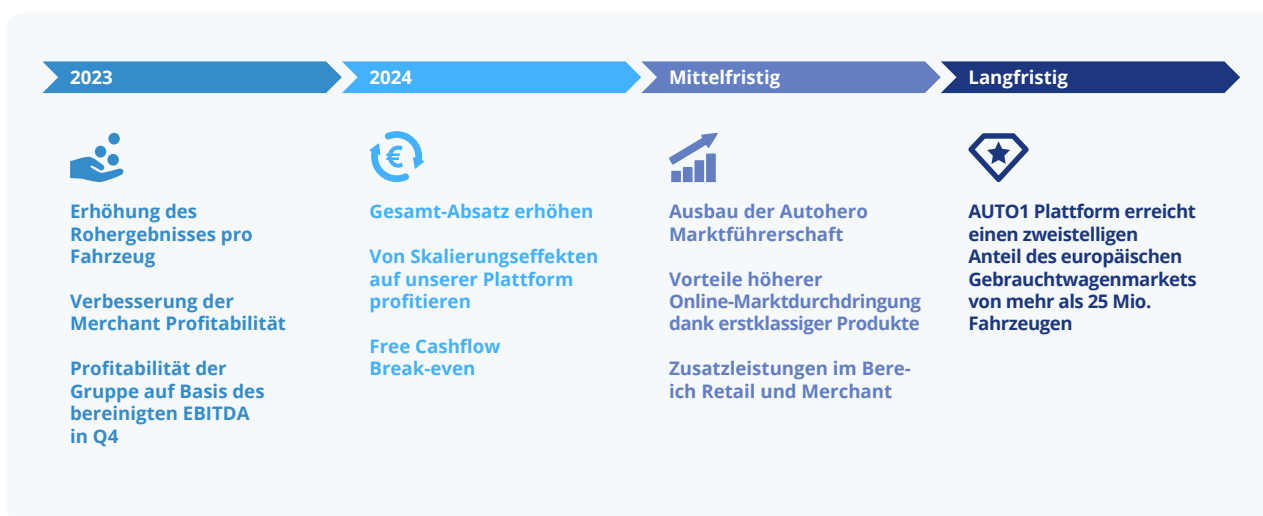 2023
Erhöhung des
Rohergebnisses pro
Fahrzeug
Verbesserung der
Merchant Profitabilität
Profitabilität der
Gruppe auf Basis des
bereinigten EBITDA
in Q4
2024
€
Gesamt-Absatz erhöhen
Von Skalierungseffekten
auf unserer Plattform
profitieren
Free Cashflow
Break-even
Mittelfristig
Ausbau der Autohero
Marktführerschaft
Vorteile höherer
Online-Marktdurchdringung
dank erstklassiger Produkte
Zusatzleistungen im Bere-
ich Retail und Merchant
Langfristig
AUTO1 Plattform erreicht
einen zweistelligen
Anteil des europäischen
Gebrauchtwagenmarkets
von mehr als 25 Mio.
Fahrzeugen